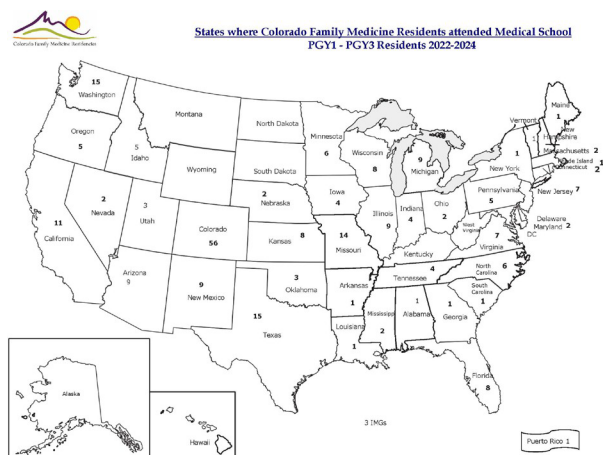 States where Colorado Family Medicine Residents attended Medical School
PGY1 - PGY3 Residents 2022-2024
Colorado Family Medicine Residencies
15
Washington
Montana
North Dakota
Minnesota
6
Oregon
5
5
Idaho
Wyoming
South Dakota
Wisconsin
8
9
Michigan
1
New York
Vermont
1
Maine
1
New
Hampshire
Massachusetts 2
Rhode Island 1
Connecticut 2
New Jersey 7
Pennsylvania
5
Delaware
Maryland 2
DC
2
Nevada
3
Utah
Colorado
56
2
Nebraska
Iowa
4
Illinois
9
Indiana
4
Ohio
2
West
Virginia
7
Virginia
11
California
Kansas 8
14
Missouri
Kentucky
4
Tennessee
6
North
Carolina
South
Carolina
1
Arizona
9
9
New Mexico
3
Oklahoma
Arkansas
1
Mississippi
2
1
Alabama
1
Georgia
15
Texas
Louisiana
1
Florida
8
Alaska
Hawaii
3 IMGs
Puerto Rico 1